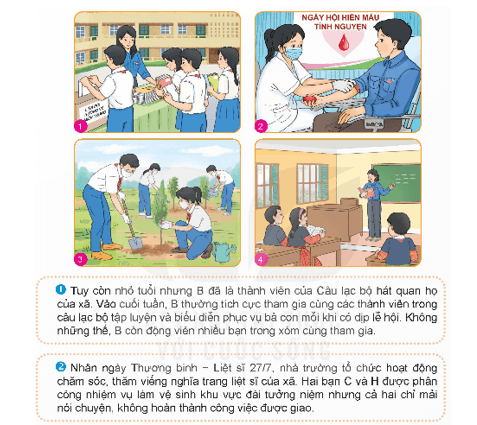 NGÀY HỘI HIẾN MÁU
TÌNH NGUYỆN
1
2
3
4
1 Tuy còn nhỏ tuổi nhưng B đã là thành viên của Câu lạc bộ hát quan họ
của xã. Vào cuối tuần, B thường tích cực tham gia cùng các thành viên trong
câu lạc bộ tập luyện và biểu diễn phục vụ bà con mỗi khi có dịp lễ hội. Không
những thế, B còn động viên nhiều bạn trong xóm cùng tham gia.
VỚI CUỘC SỐNG
2 Nhân ngày Thương binh – Liệt sĩ 27/7, nhà trường tổ chức hoạt động
chăm sóc, thăm viếng nghĩa trang liệt sĩ của xã. Hai bạn C và H được phân
công nhiệm vụ làm vệ sinh khu vực đài tưởng niệm nhưng cả hai chỉ mải
nói chuyện, không hoàn thành công việc được giao.